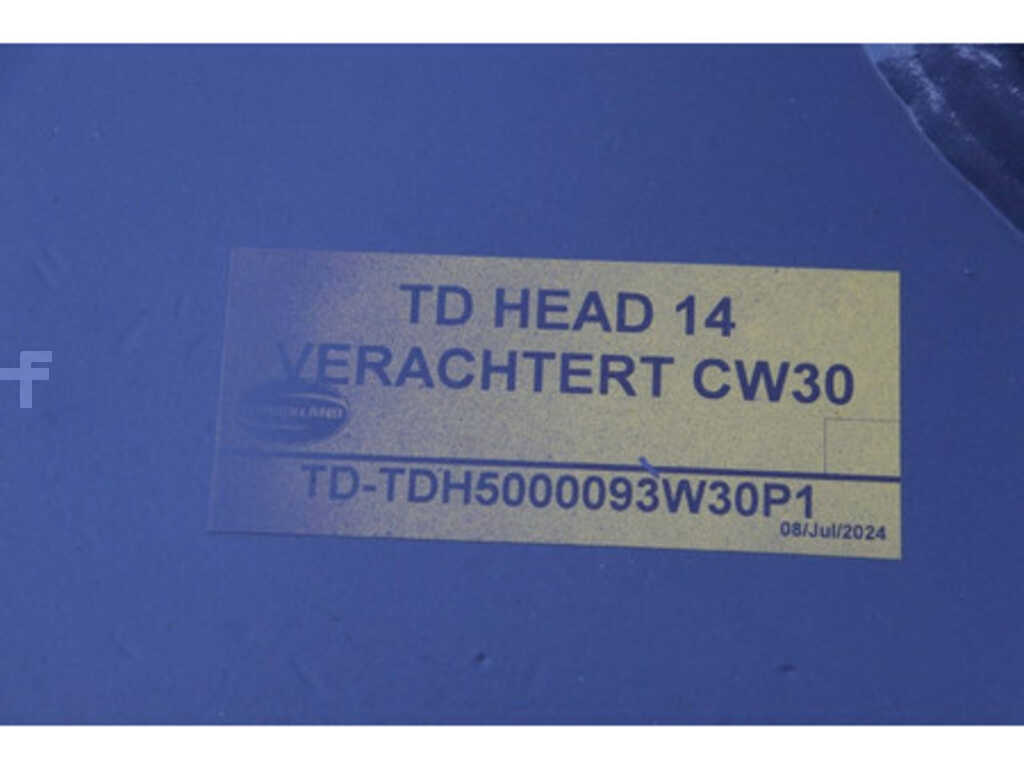 TD HEAD 14
VERACHTERT CW30
TD-TDH5000093W30P1
08/Jul/2024
f